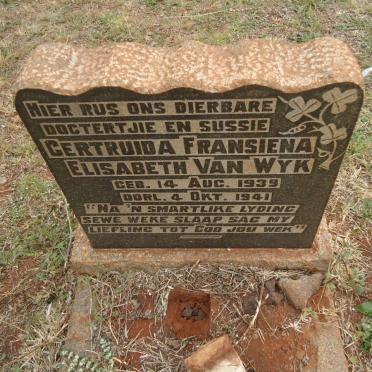 HIER RUS ONS DIERBARE
DOGTERTJIE EN SUSSIE
GERTRUIDA FRANSIENA
ELISABETH VAN WYK
GEB. 14 AUG. 1939
OORL. 4 OKT. 1941
"NA 'N SMARTLIKE LYDING
SEWE WEKE SLAAP SAG MY
LIEFLING TOT GOD JOU WEK"